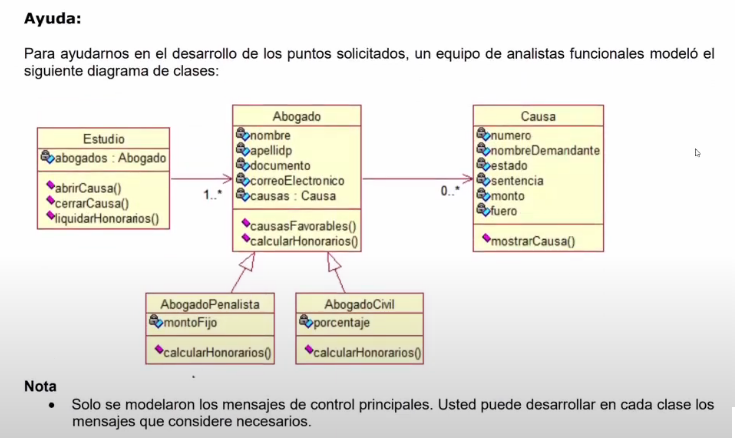 Ayuda:
Para ayudarnos en el desarrollo de los puntos solicitados, un equipo de analistas funcionales modeló el
siguiente diagrama de clases:
Estudio
abogados : Abogado
abrirCausa()
cerrarCausa()
liquidarHonorarios()
1..*
Abogado
nombre
apellidp
documento
correoElectronico
causas : Causa
causasFavorables()
calcularHonorarios()
0..*
Causa
numero
nombreDemandante
estado
sentencia
monto
fuero
mostrarCausa()
AbogadoPenalista
montoFijo
calcularHonorarios()
AbogadoCivil
porcentaje
calcularHonorarios()
Nota
• Solo se modelaron los mensajes de control principales. Usted puede desarrollar en cada clase los
mensajes que considere necesarios.